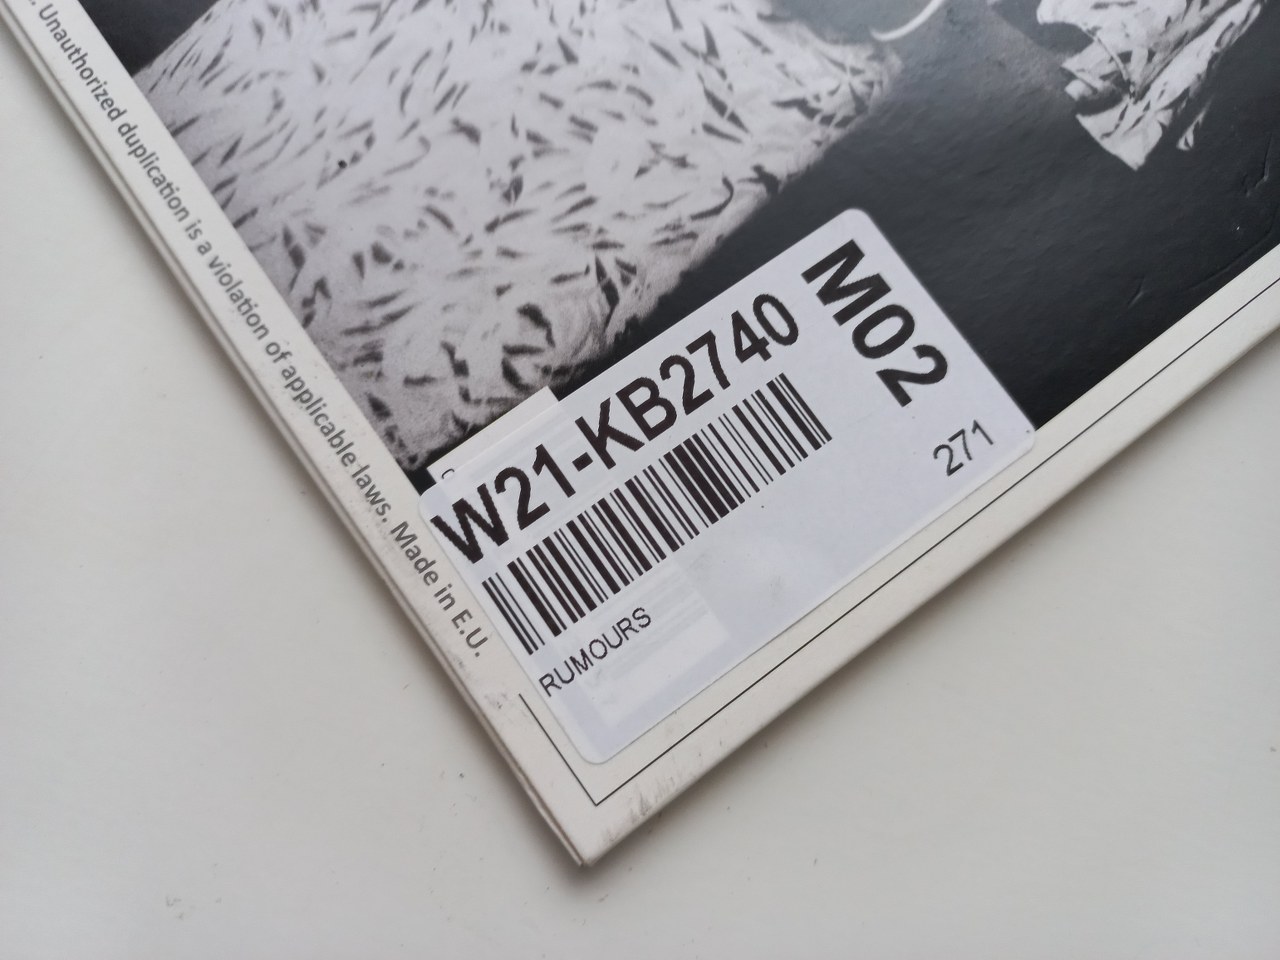 . Unauthorized duplication is a violation of applicable laws. Made in E.U.
W21-KB2740
M02
271
RUMOURS